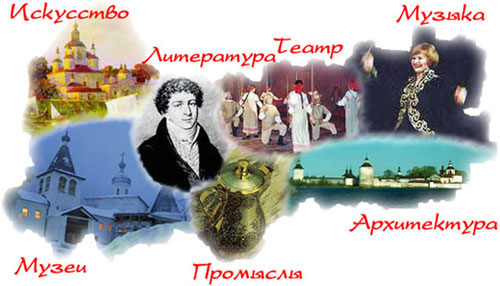 Искусство
Литература
Театр
Музыка
Музеи
Промыслы
Архитектура